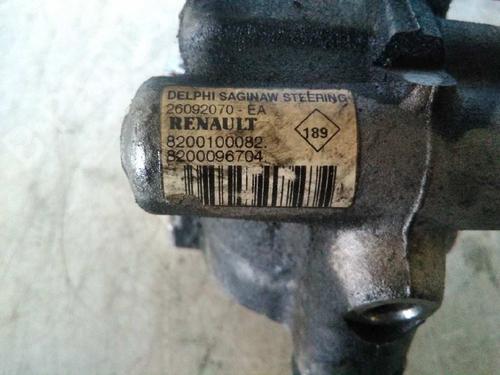 DELPHI SAGINAW STEERING
26092070 - EA
RENAULT
189
8200100082
8200096704